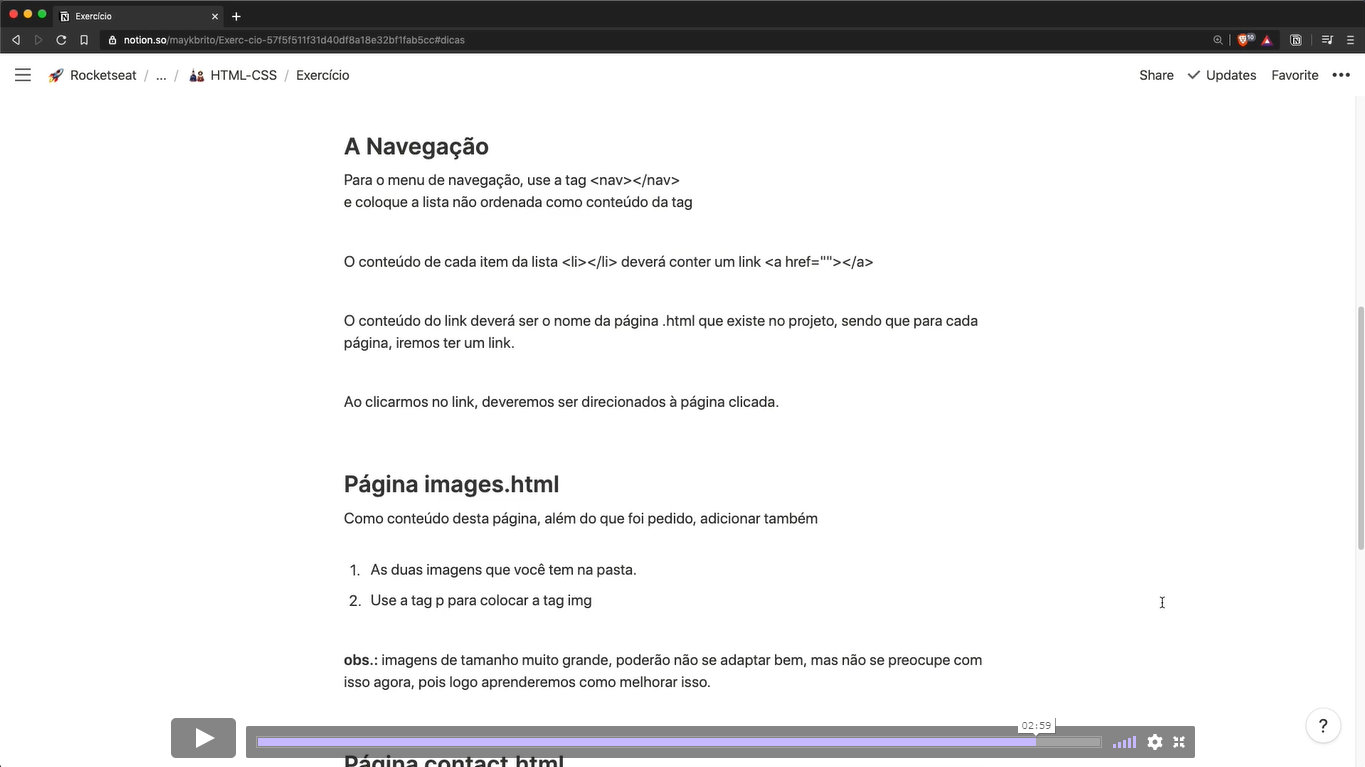 Exercício
notion.so/maykbrito/Exerc-cio-57f5f511f31d40df8a18e32bf1fab5cc#dicas
10
Rocketseat / ... / HTML-CSS / Exercício
Share Updates Favorite
A Navegação
Para o menu de navegação, use a tag <nav></nav>
e coloque a lista não ordenada como conteúdo da tag
O conteúdo de cada item da lista <li></li> deverá conter um link <a href=""></a>
O conteúdo do link deverá ser o nome da página .html que existe no projeto, sendo que para cada
página, iremos ter um link.
Ao clicarmos no link, deveremos ser direcionados à página clicada.
Página images.html
Como conteúdo desta página, além do que foi pedido, adicionar também
1. As duas imagens que você tem na pasta.
2. Use a tag p para colocar a tag img
obs.: imagens de tamanho muito grande, poderão não se adaptar bem, mas não se preocupe com
isso agora, pois logo aprenderemos como melhorar isso.
02:59
?
Página contact.html